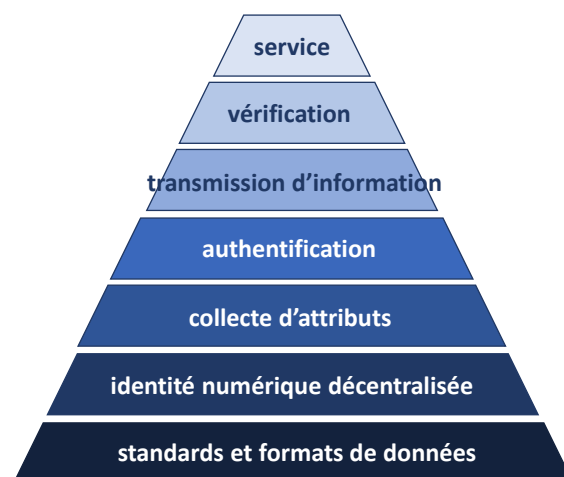 service
vérification
transmission d'information
authentification
collecte d'attributs
identité numérique décentralisée
standards et formats de données